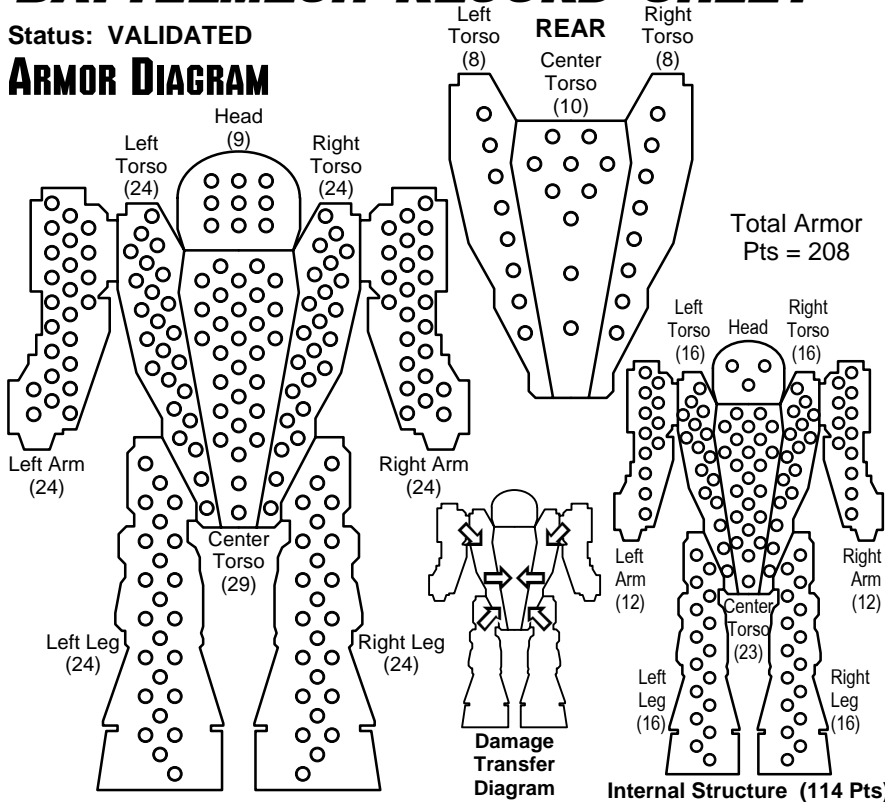 BATTLEMECH RECORD SHEET
Status: VALIDATED
ARMOR DIAGRAM
Head
(9)
Left
Torso
(24)
Right
Torso
(24)
Left Arm
(24)
Right Arm
(24)
Center
Torso
(29)
Left Leg
(24)
Right Leg
(24)
REAR
Left
Torso
(8)
Center
Torso
(10)
Right
Torso
(8)
Total Armor
Pts = 208
Left
Torso
(16)
Head
Right
Torso
(16)
Left
Arm
(12)
Right
Arm
(12)
Center
Torso
(23)
Left
Leg
(16)
Right
Leg
(16)
Damage
Transfer
Diagram
Internal Structure (114 Pts)